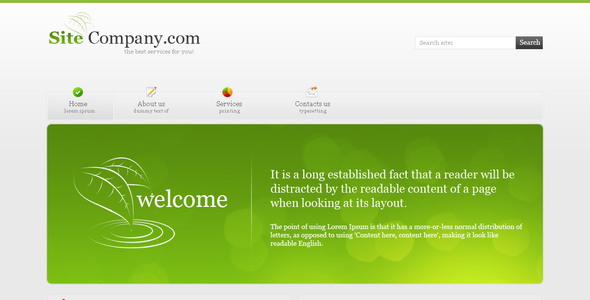 Site Company.com
the best services for you!
Search site:
Search
Home
lorem ipsum
About us
dummy text of
Services
printing
Contacts us
typesetting
welcome
It is a long established fact that a reader will be
distracted by the readable content of a page
when looking at its layout.
The point of using Lorem Ipsum is that it has a more-or-less normal distribution of
letters, as opposed to using 'Content here, content here', making it look like
readable English.